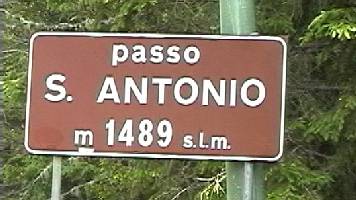 passo
S. ANTONIO
m 1489 s.l.m.